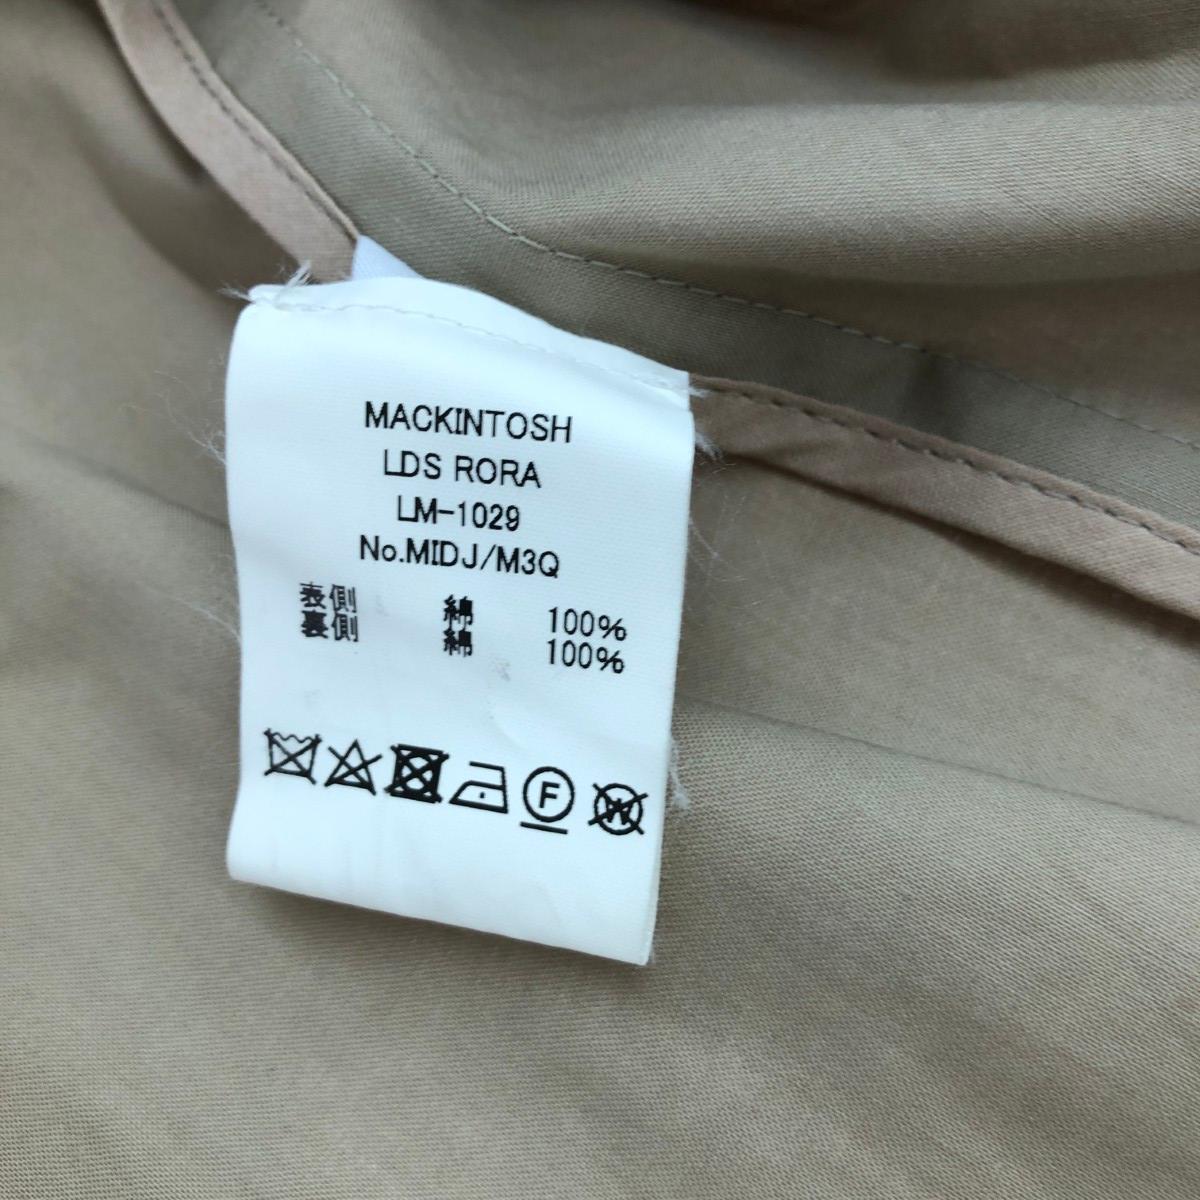 MACKINTOSH
LDS RORA
LM-1029
No.MIDJ/M3Q
表側 綿 100%
裏側 綿 100%
F W